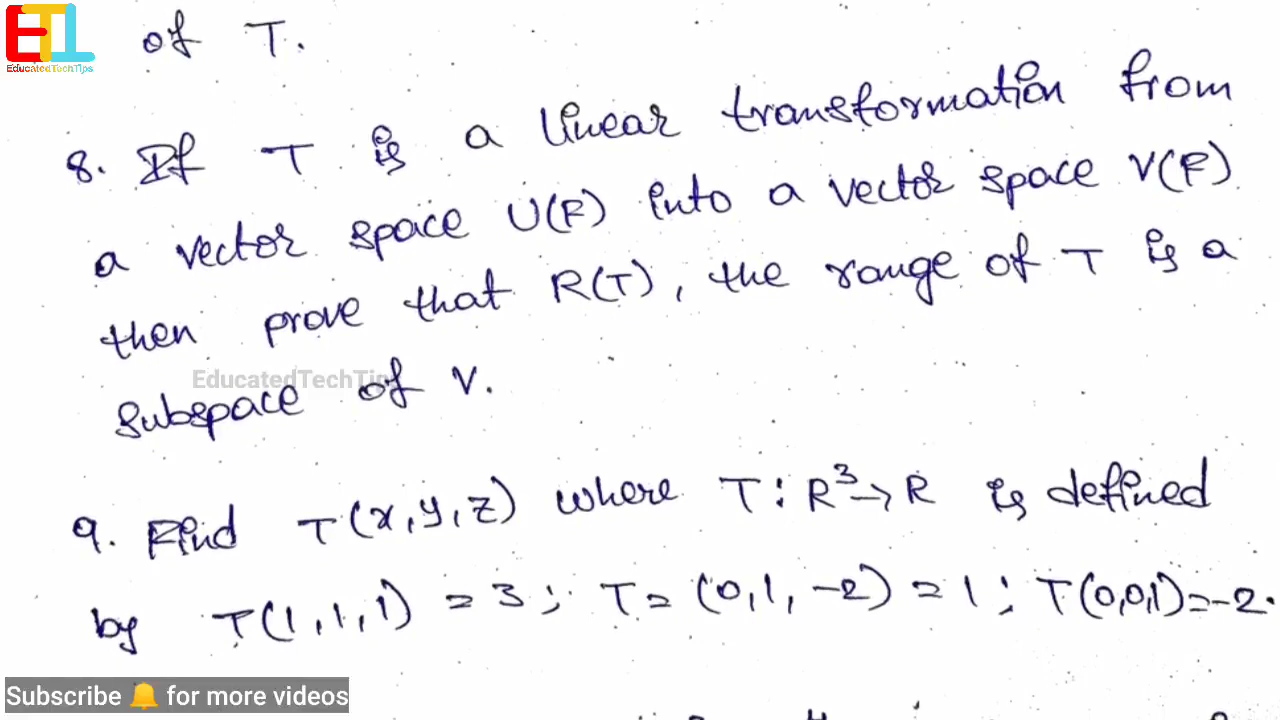 ETL
EducatedTechTips
of T.
8. If T is a linear transformation from
a vector space U(F) into a vector space V(F)
then prove that R(T), the range of T is a
subspace of V.
EducatedTechTips
9. Find T(x,y,z) where T: R³→R is defined
by T(1,1,1) = 3; T= (0,1,-2) = 1; T(0,0,1)=-2.
Subscribe 🔔 for more videos